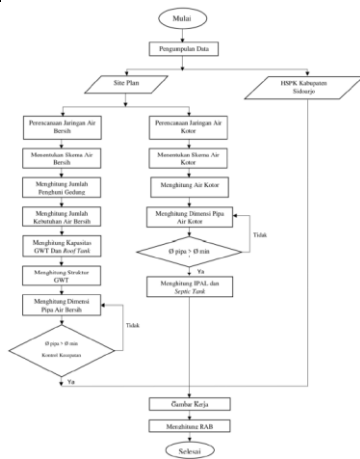 Mulai
Pengumpulan Data
Site Plan
HSPK Kabupaten
Sidoarjo
Perencanaan Jaringan Air
Bersih
Perencanaan Jaringan Air
Kotor
Menentukan Skema Air
Bersih
Menentukan Skema Air
Kotor
Menghitung Jumlah
Penghuni Gedung
Menghitung Air Kotor
Menghitung Jumlah
Kebutuhan Air Bersih
Menghitung Dimensi Pipa
Air Kotor
Tidak
Menghitung Kapasitas
GWT Dan Roof Tank
Ø pipa > Ø min
Ya
Menghitung Struktur
GWT
Menghitung IPAL dan
Septic Tank
Menghitung Dimensi
Pipa Air Bersih
Tidak
Ø pipa > Ø min
Kontrol Kecepatan
Ya
Gambar Kerja
Menghitung RAB
Selesai